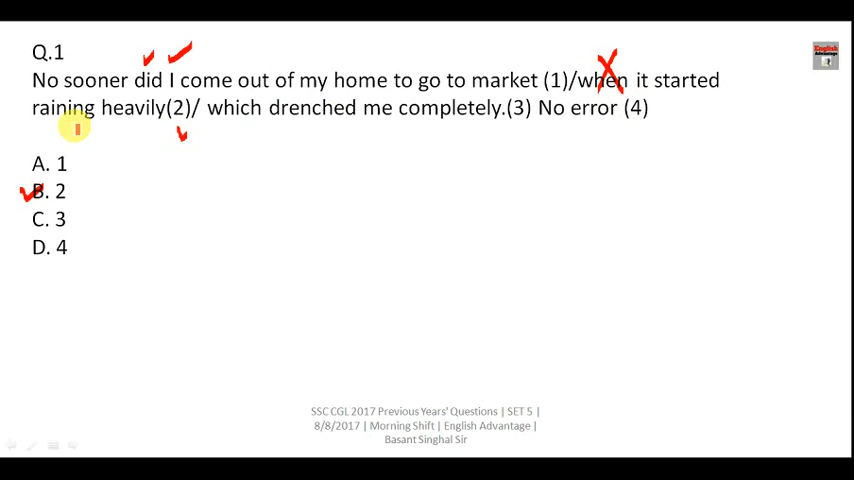 Q.1
No sooner did I come out of my home to go to market (1)/when it started
raining heavily(2)/ which drenched me completely.(3) No error (4)
A. 1
B. 2
C. 3
D. 4
English
Advantage
SSC CGL 2017 Previous Years' Questions | SET 5 |
8/8/2017 | Morning Shift | English Advantage |
Basant Singhal Sir